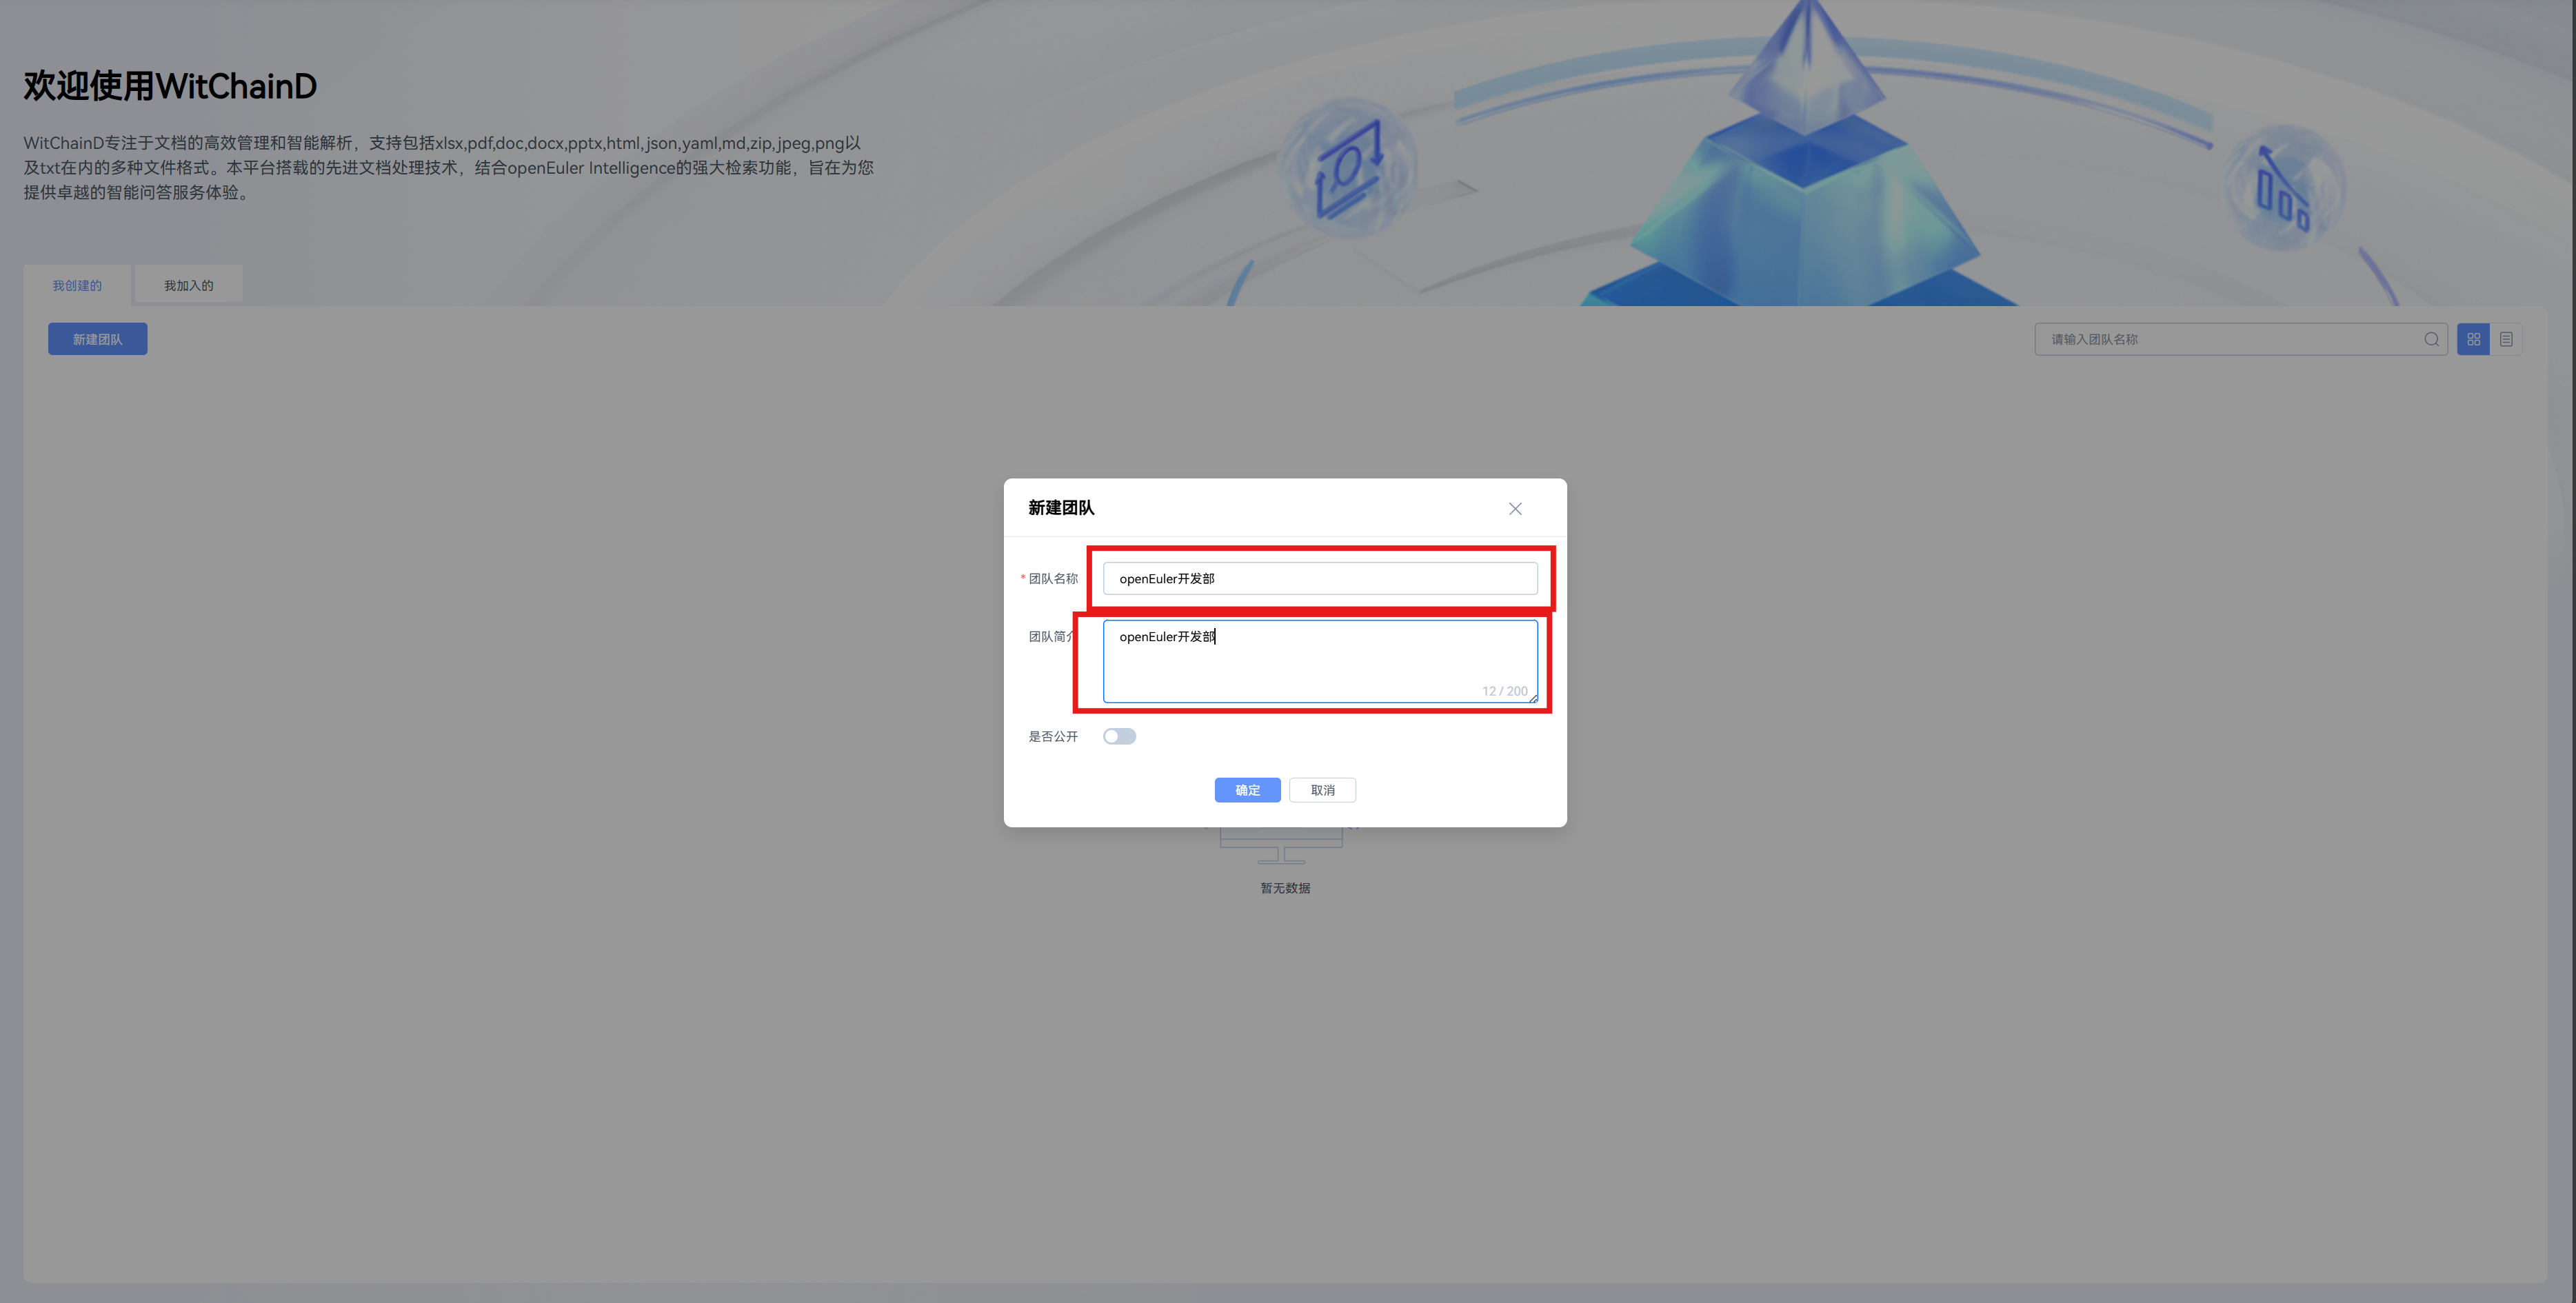 欢迎使用WitChainD
WitChainD专注于文档的高效管理和智能解析，支持包括xlsx,pdf,doc,docx,pptx,html,json,yaml,md,zip,jpeg,png以
及txt在内的多种文件格式。本平台搭载的先进文档处理技术，结合openEuler Intelligence的强大检索功能，旨在为您
提供卓越的智能问答服务体验。
我创建的
我加入的
新建团队
请输入团队名称
新建团队
* 团队名称
openEuler开发部
团队简介
openEuler开发部
12 / 200
是否公开
确定
取消
暂无数据